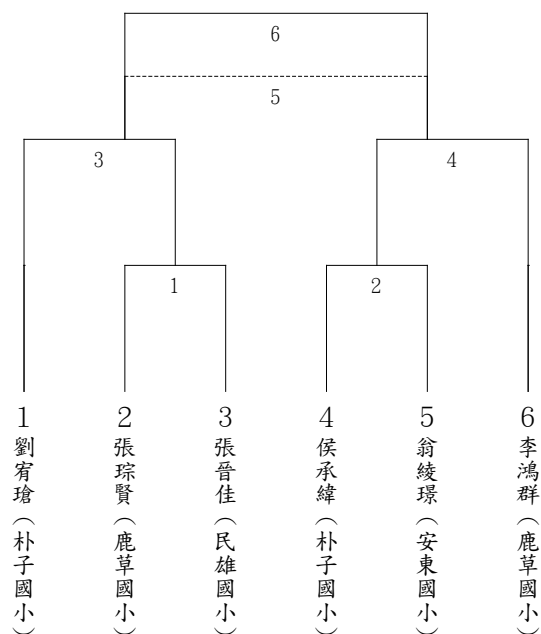 6
5
3
4
1
2
1
劉宥瑲（朴子國小）
2
張琮賢（鹿草國小）
3
張晉佳（民雄國小）
4
侯承緯（朴子國小）
5
翁綾璟（安東國小）
6
李鴻群（鹿草國小）